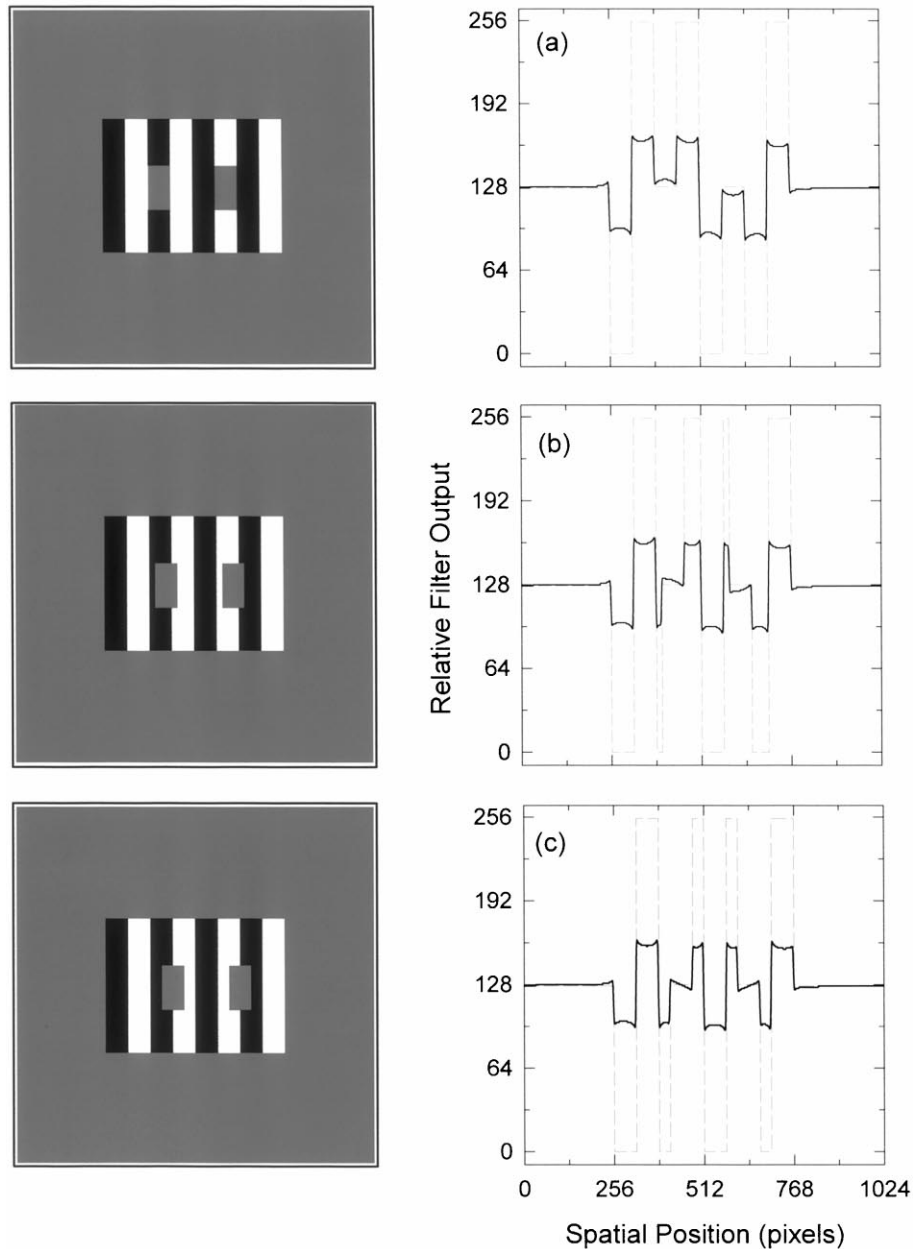 256
(a)
192
128
64
0
256
(b)
192
128
64
0
Relative Filter Output
256
(c)
192
128
64
0
0 256 512 768 1024
Spatial Position (pixels)